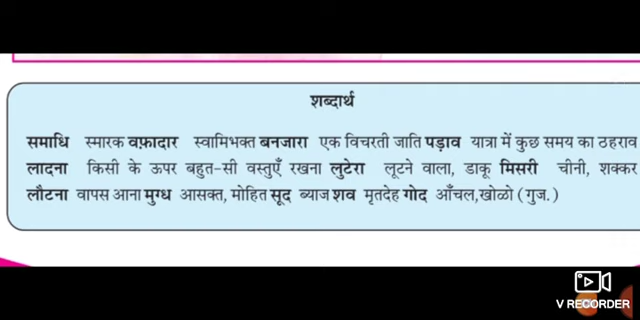 शब्दार्थ
समाधि स्मारक वफ़ादार स्वामिभक्त बनजारा एक विचरती जाति पड़ाव यात्रा में कुछ समय का ठहराव
लादना किसी के ऊपर बहुत-सी वस्तुएँ रखना लुटेरा लूटने वाला, डाकू मिसरी चीनी, शक्कर
लौटना वापस आना मुग्ध आसक्त, मोहित सूद ब्याज शव मृतदेह गोद आँचल,खोळो (गुज.)
V RECORDER